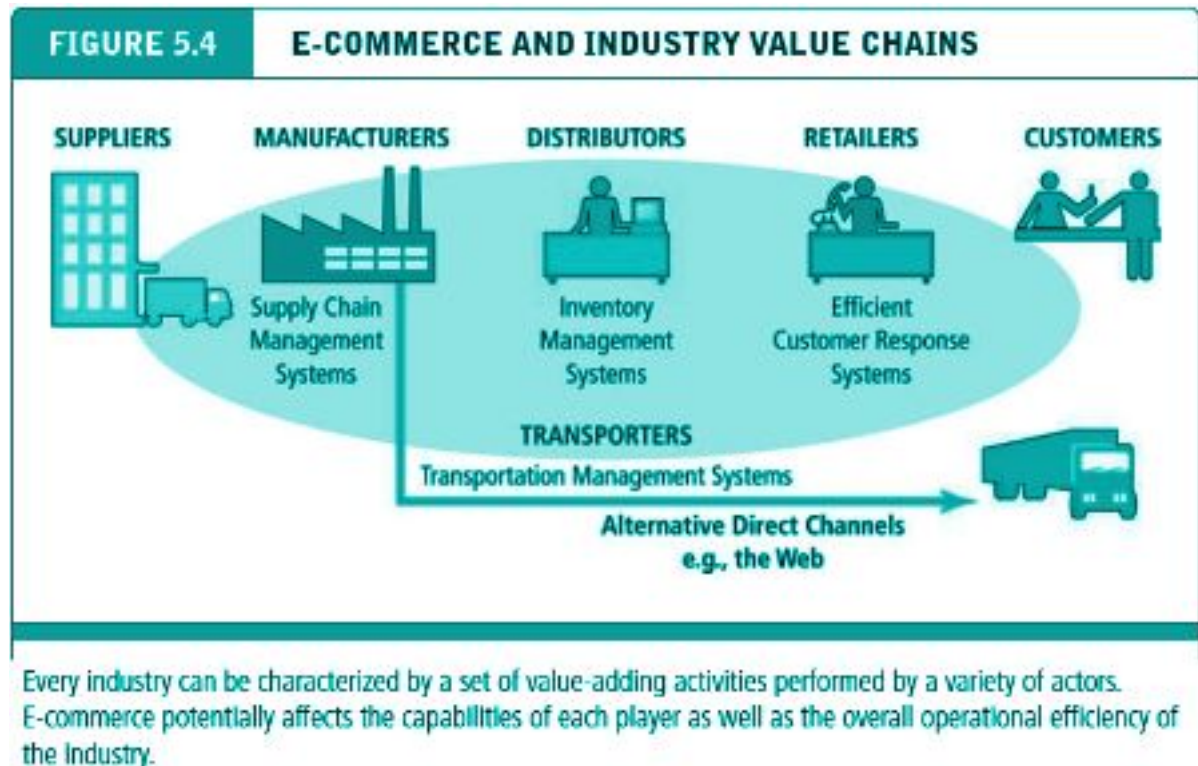 FIGURE 5.4 E-COMMERCE AND INDUSTRY VALUE CHAINS
SUPPLIERS MANUFACTURERS DISTRIBUTORS RETAILERS CUSTOMERS
Supply Chain
Management
Systems
Inventory
Management
Systems
Efficient
Customer Response
Systems
TRANSPORTERS
Transportation Management Systems
Alternative Direct Channels
e.g., the Web
Every industry can be characterized by a set of value-adding activities performed by a variety of actors.
E-commerce potentially affects the capabilities of each player as well as the overall operational efficiency of
the industry.